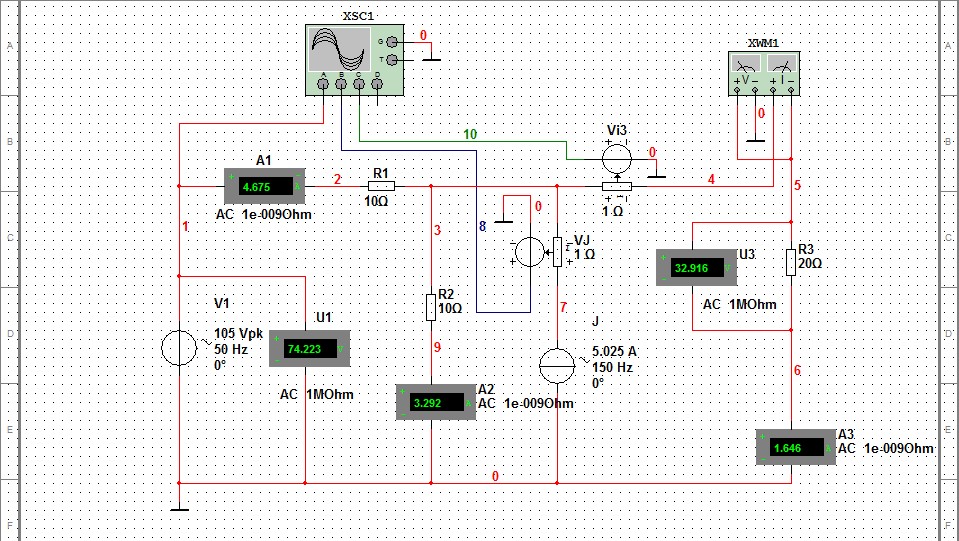 XSC1
G
T
A B C D
0
XWM1
+ V - + I -
0
A
B
C
D
E
F
A
B
C
D
E
F
10
Vi3
0
A1
4.675 A
AC 1e-009Ohm
2
R1
10Ω
4
1 Ω
5
1
3
8
0
VJ
1 Ω
U3
32.916 V
AC 1MOhm
R3
20Ω
R2
10Ω
7
V1
105 Vpk
50 Hz
0°
U1
74.223 V
AC 1MOhm
9
J
5.025 A
150 Hz
0°
6
A2
3.292 A
AC 1e-009Ohm
A3
1.646 A
AC 1e-009Ohm
0